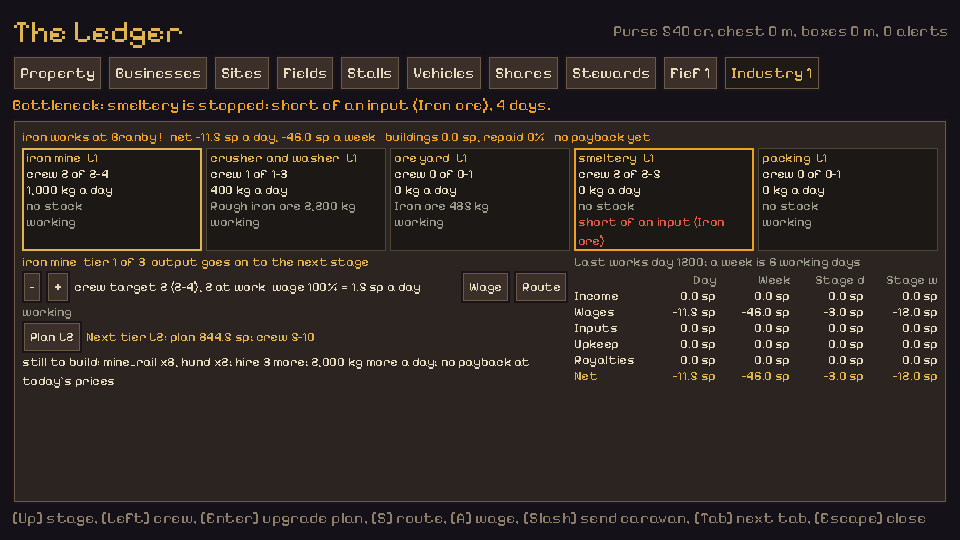 The Ledger
Purse 540 cr, chest 0 m, boxes 0 m, 0 alerts
Property Businesses Sites Fields Stalls Vehicles Shares Stewards Fief 1 Industry 1
Bottleneck: smeltery is stopped: short of an input (Iron ore), 4 days.
iron works at Granby! net -11.5 sp a day, -46.0 sp a week buildings 0.0 sp, repaid 0% no payback yet
iron mine L1
crew 2 of 2-4
1,000 kg a day
no stock
working
crusher and washer L1
crew 1 of 1-3
400 kg a day
Rough iron ore 2,200 kg
working
ore yard L1
crew 0 of 0-1
0 kg a day
Iron ore 485 kg
working
smeltery L1
crew 2 of 2-5
0 kg a day
no stock
short of an input (Iron
ore)
packing L1
crew 0 of 0-1
0 kg a day
no stock
working
iron mine tier 1 of 3 output goes on to the next stage
- + crew target 2 (2-4), 2 at work wage 100% = 1.5 sp a day Wage Route
working
Plan L2 Next tier L2: plan 844.5 sp; crew 5-10
still to build: mine_rail x8, hund x2; hire 3 more; 2,000 kg more a day; no payback at
today's prices
Last works day 1200; a week is 6 working days
Day Week Stage d Stage w
Income 0.0 sp 0.0 sp 0.0 sp 0.0 sp
Wages -11.5 sp -46.0 sp -3.0 sp -12.0 sp
Inputs 0.0 sp 0.0 sp 0.0 sp 0.0 sp
Upkeep 0.0 sp 0.0 sp 0.0 sp 0.0 sp
Royalties 0.0 sp 0.0 sp 0.0 sp 0.0 sp
Net -11.5 sp -46.0 sp -3.0 sp -12.0 sp
[Up] stage, [Left] crew, [Enter] upgrade plan, [S] route, [A] wage, [Slash] send caravan, [Tab] next tab, [Escape] close